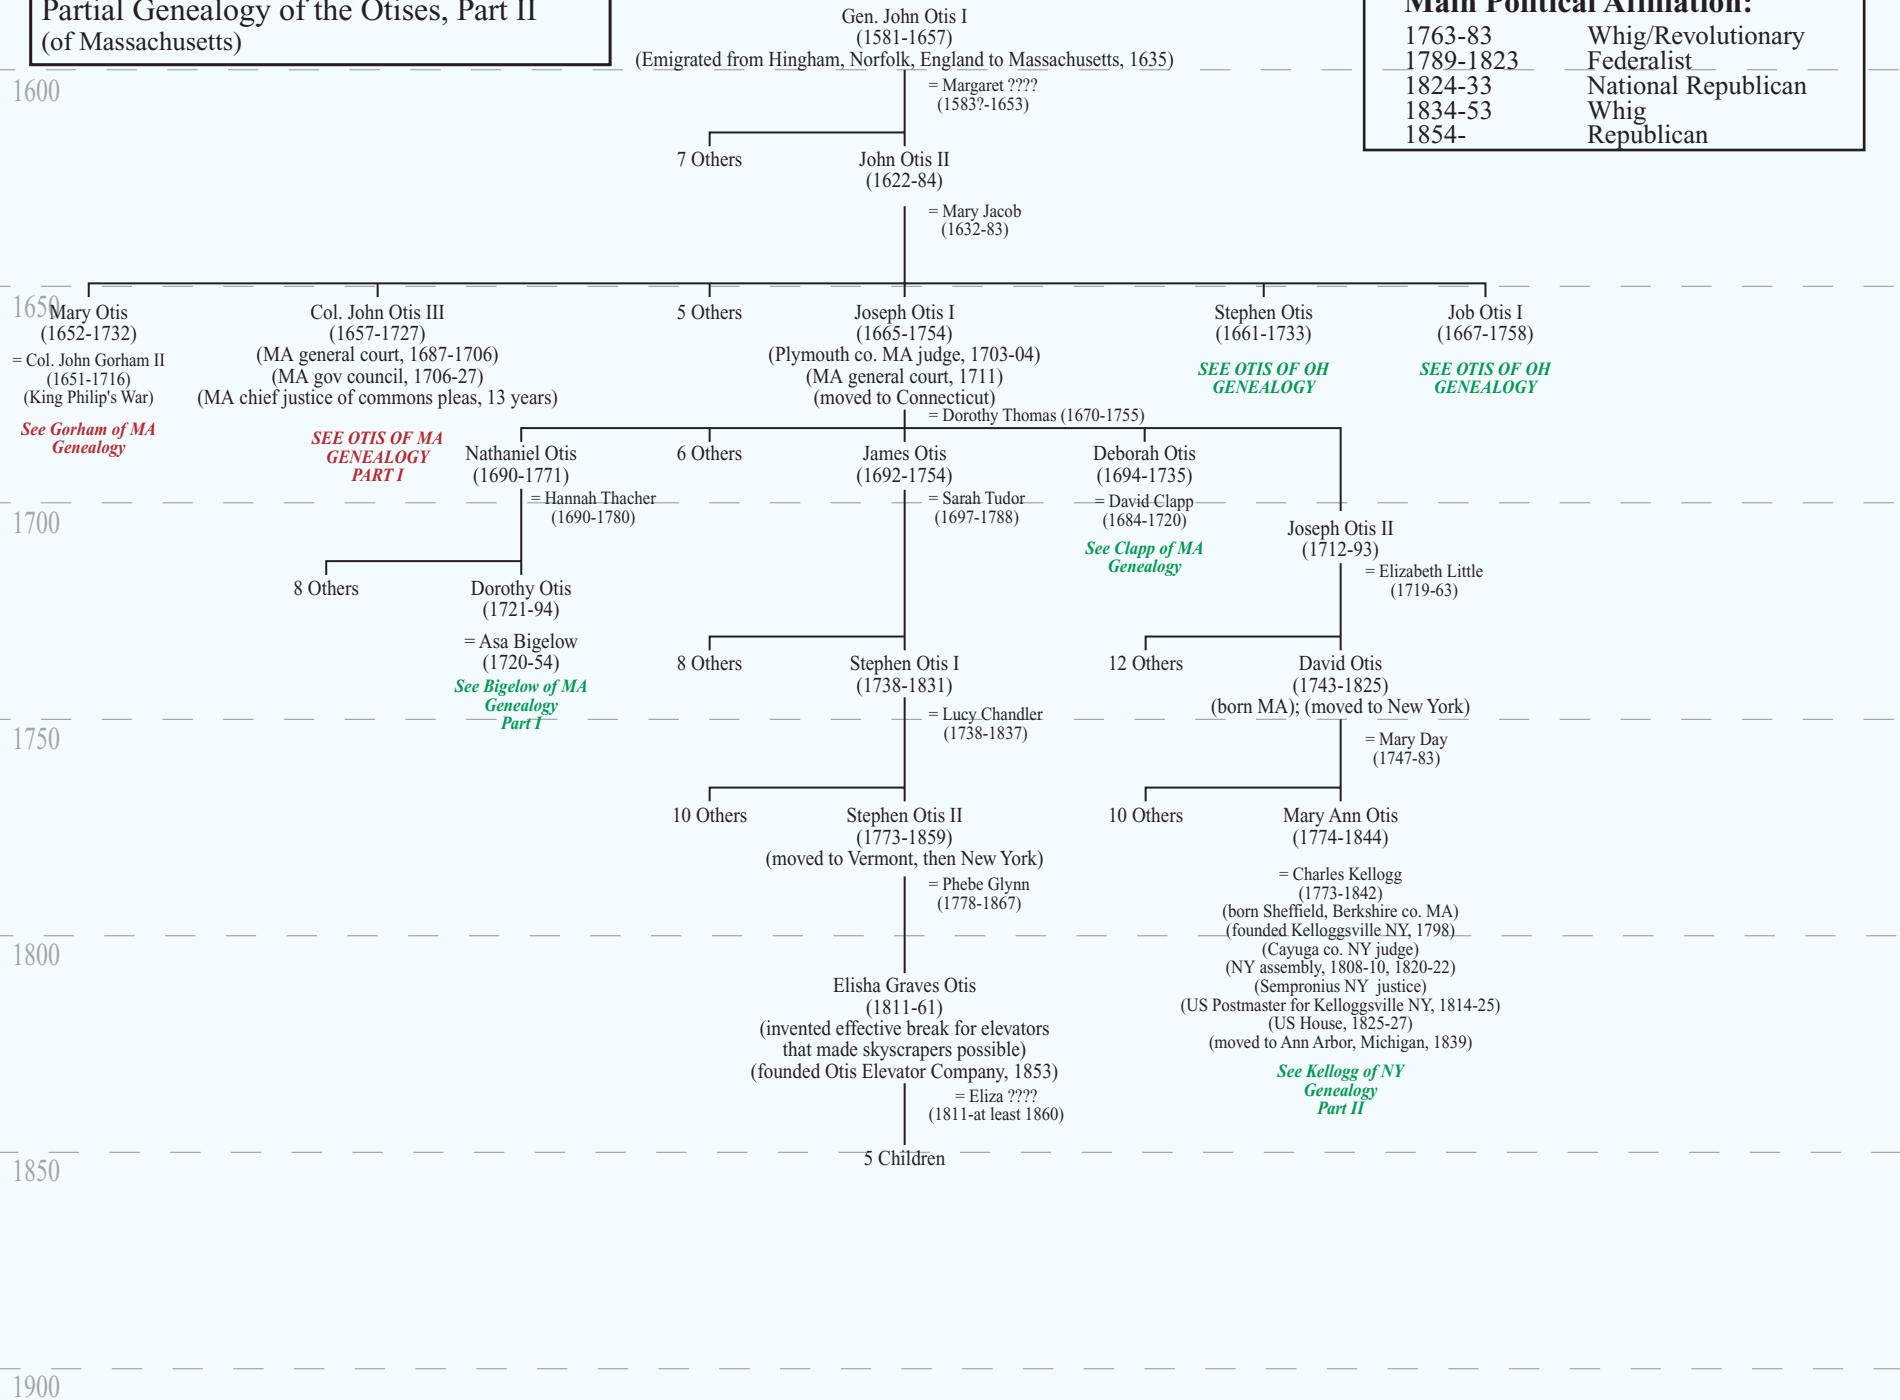 Partial Genealogy of the Otises, Part II
(of Massachusetts)
Main Political Affiliation:
1763-83 Whig/Revolutionary
1789-1823 Federalist
1824-33 National Republican
1834-53 Whig
1854- Republican
Gen. John Otis I
(1581-1657)
(Emigrated from Hingham, Norfolk, England to Massachusetts, 1635)
1600
= Margaret ????
(1583?-1653)
7 Others
John Otis II
(1622-84)
= Mary Jacob
(1632-83)
1650
Mary Otis
(1652-1732)
= Col. John Gorham II
(1651-1716)
(King Philip's War)
See Gorham of MA
Genealogy
Col. John Otis III
(1657-1727)
(MA general court, 1687-1706)
(MA gov council, 1706-27)
(MA chief justice of commons pleas, 13 years)
SEE OTIS OF MA
GENEALOGY
PART I
5 Others
Joseph Otis I
(1665-1754)
(Plymouth co. MA judge, 1703-04)
(MA general court, 1711)
(moved to Connecticut)
= Dorothy Thomas (1670-1755)
Stephen Otis
(1661-1733)
SEE OTIS OF OH
GENEALOGY
Job Otis I
(1667-1758)
SEE OTIS OF OH
GENEALOGY
Nathaniel Otis
(1690-1771)
= Hannah Thacher
(1690-1780)
6 Others
James Otis
(1692-1754)
= Sarah Tudor
(1697-1788)
Deborah Otis
(1694-1735)
= David Clapp
(1684-1720)
See Clapp of MA
Genealogy
1700
Joseph Otis II
(1712-93)
= Elizabeth Little
(1719-63)
8 Others
Dorothy Otis
(1721-94)
= Asa Bigelow
(1720-54)
See Bigelow of MA
Genealogy
Part I
8 Others
Stephen Otis I
(1738-1831)
= Lucy Chandler
(1738-1837)
12 Others
David Otis
(1743-1825)
(born MA); (moved to New York)
= Mary Day
(1747-83)
1750
10 Others
Stephen Otis II
(1773-1859)
(moved to Vermont, then New York)
= Phebe Glynn
(1778-1867)
10 Others
Mary Ann Otis
(1774-1844)
= Charles Kellogg
(1773-1842)
(born Sheffield, Berkshire co. MA)
(founded Kelloggsville NY, 1798)
(Cayuga co. NY judge)
(NY assembly, 1808-10, 1820-22)
(Sempronius NY justice)
(US Postmaster for Kelloggsville NY, 1814-25)
(US House, 1825-27)
(moved to Ann Arbor, Michigan, 1839)
See Kellogg of NY
Genealogy
Part II
1800
Elisha Graves Otis
(1811-61)
(invented effective break for elevators
that made skyscrapers possible)
(founded Otis Elevator Company, 1853)
= Eliza ????
(1811-at least 1860)
5 Children
1850
1900